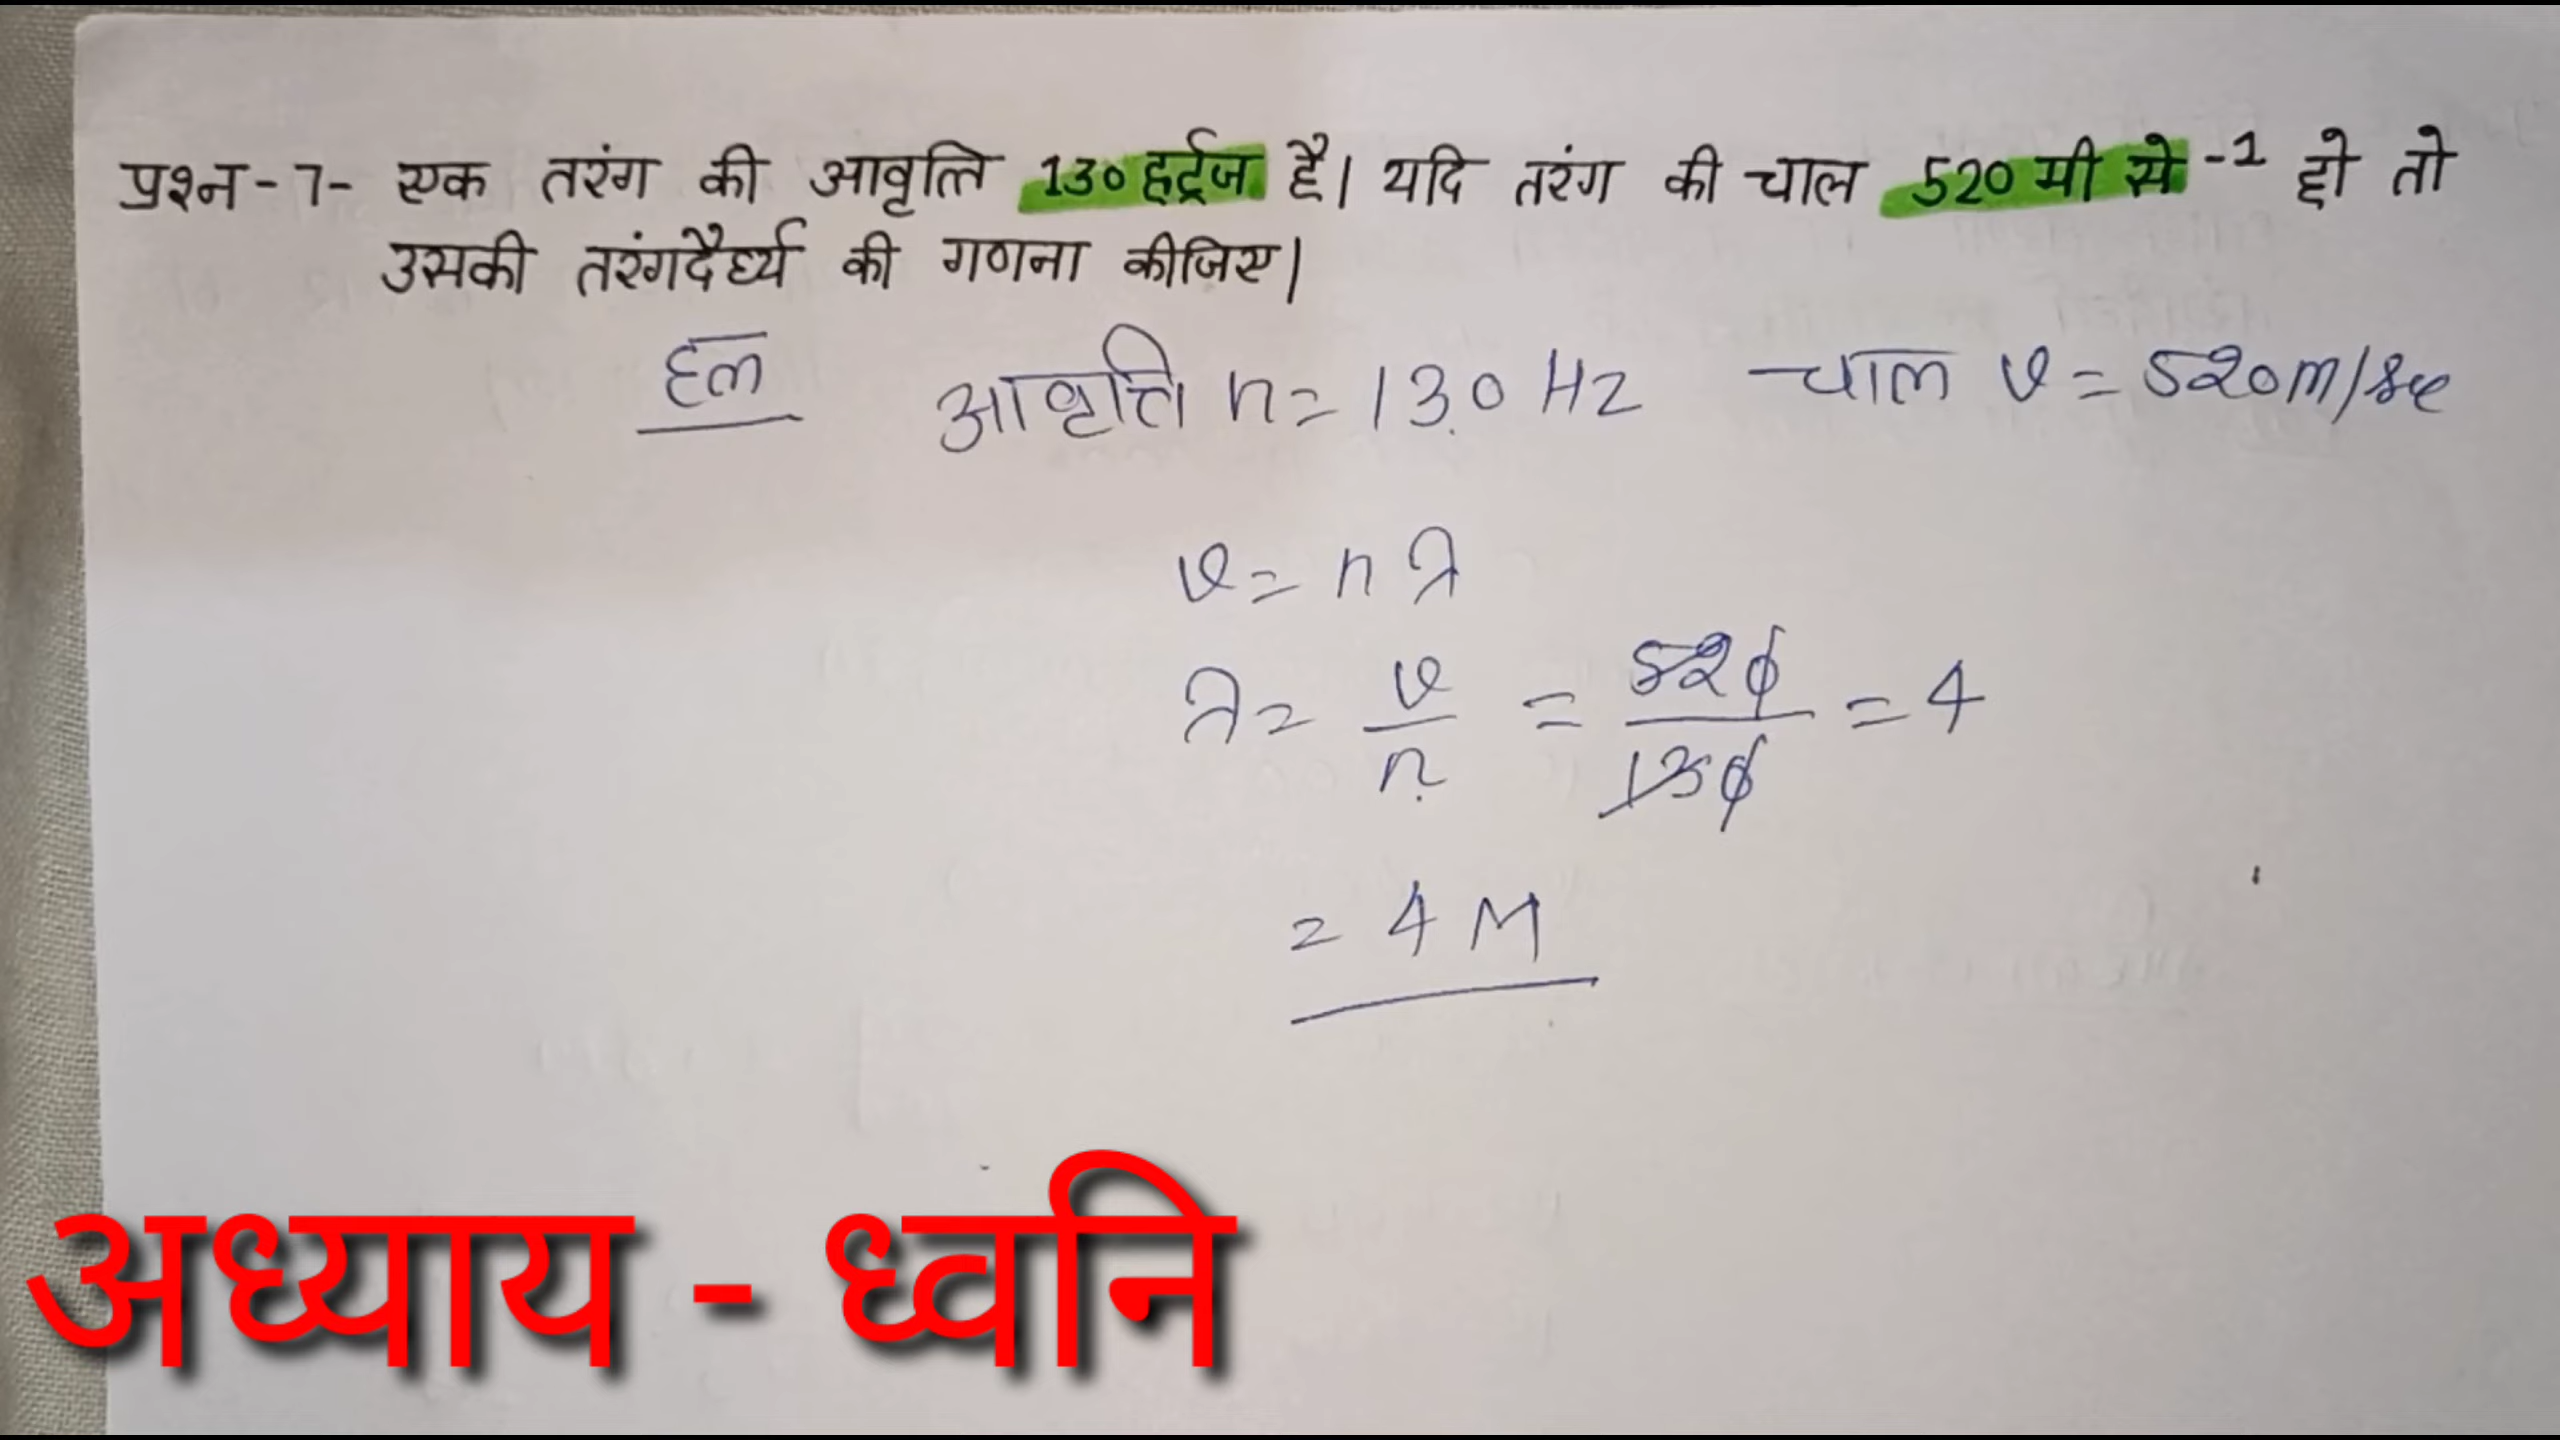 प्रश्न-7- एक तरंग की आवृत्ति 130 हर्ट्ज है। यदि तरंग की चाल 520 मी से -1 हो तो
उसकी तरंगदैर्घ्य की गणना कीजिए।
हल आवृत्ति n = 130 Hz चाल v = 520m/sec
v = n λ
λ = v/n = 520/130 = 4
= 4 M
अध्याय - ध्वनि